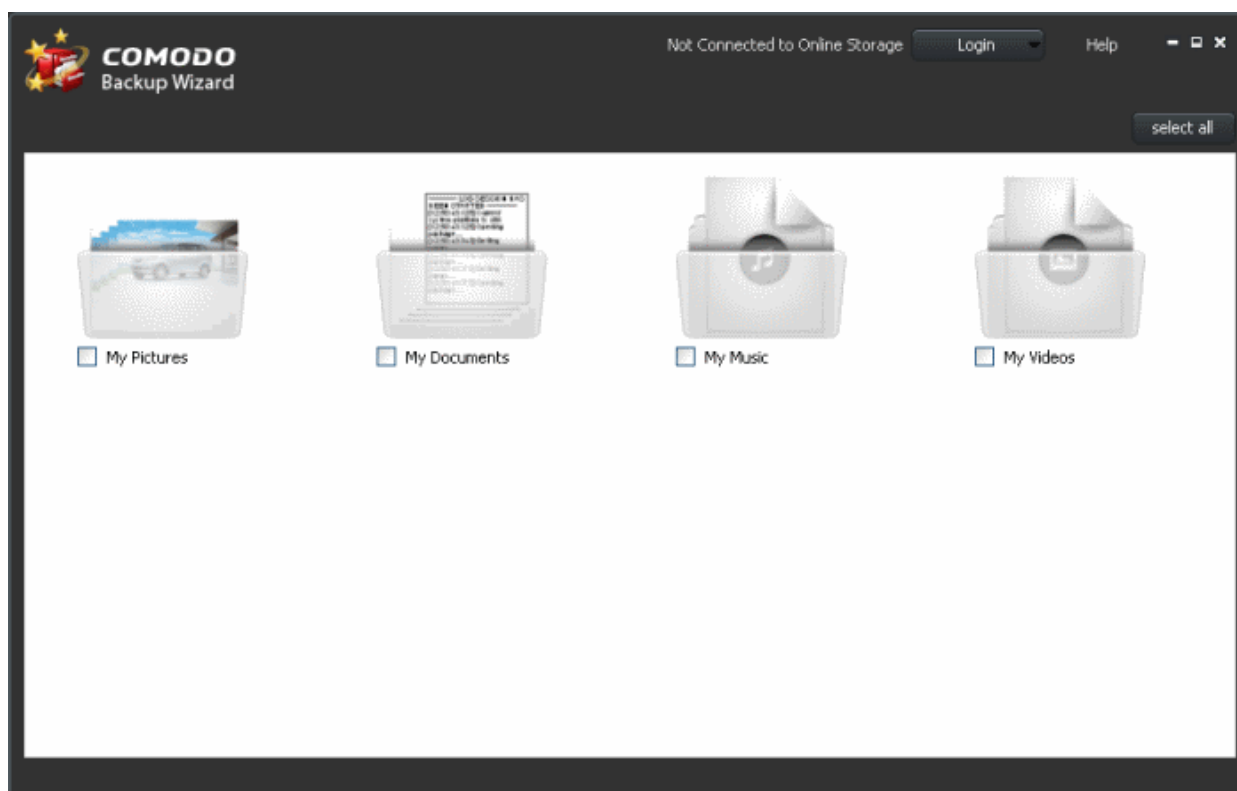 COMODO
Backup Wizard
Not Connected to Online Storage
Login
Help
select all
My Pictures
My Documents
My Music
My Videos